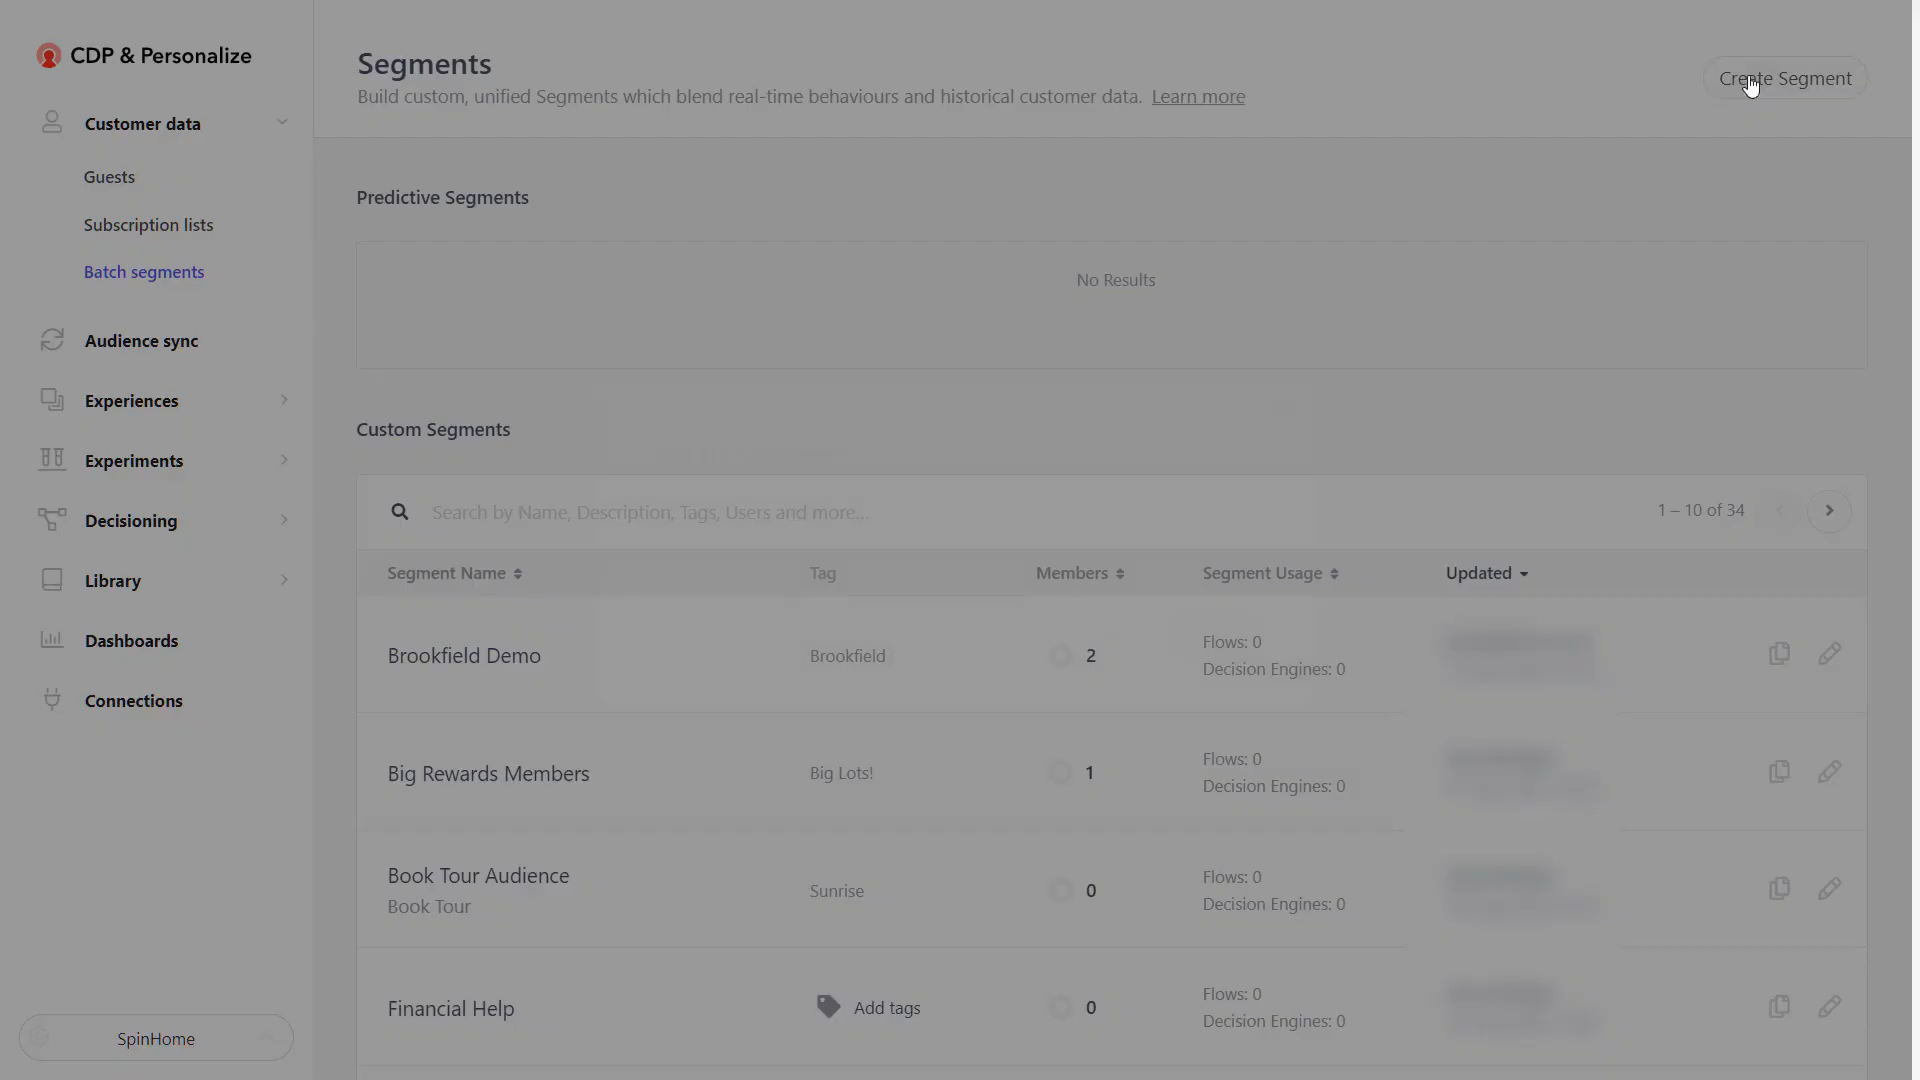 CDP & Personalize
Customer data
Guests
Subscription lists
Batch segments
Audience sync
Experiences
Experiments
Decisioning
Library
Dashboards
Connections
SpinHome
Segments
Build custom, unified Segments which blend real-time behaviours and historical customer data. Learn more
Create Segment
Predictive Segments
No Results
Custom Segments
Search by Name, Description, Tags, Users and more...
1 – 10 of 34
Segment Name Tag Members Segment Usage Updated
Brookfield Demo Brookfield 2 Flows: 0
Decision Engines: 0
Big Rewards Members Big Lots! 1 Flows: 0
Decision Engines: 0
Book Tour Audience Sunrise 0 Flows: 0
Book Tour Decision Engines: 0
Financial Help Add tags 0 Flows: 0
Decision Engines: 0